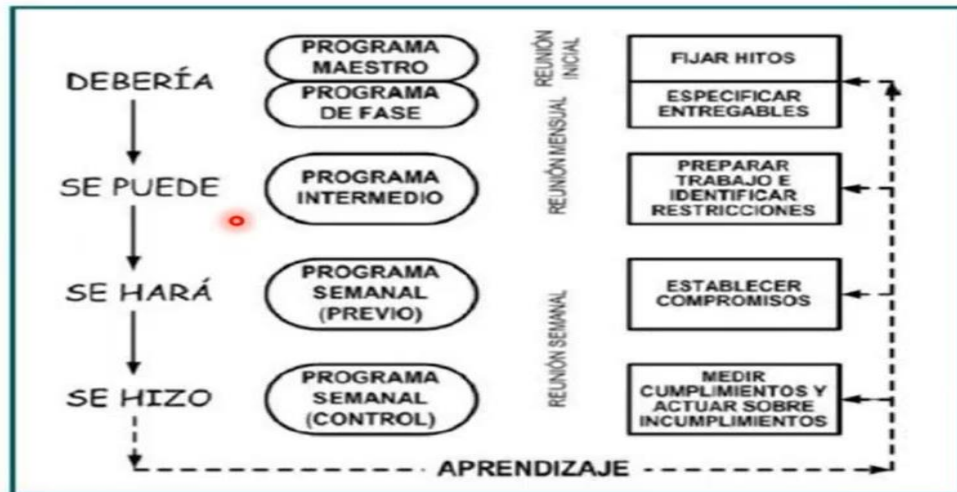 DEBERÍA
PROGRAMA
MAESTRO
PROGRAMA
DE FASE
REUNIÓN
INICIAL
FIJAR HITOS
ESPECIFICAR
ENTREGABLES
SE PUEDE
PROGRAMA
INTERMEDIO
REUNIÓN MENSUAL
PREPARAR
TRABAJO E
IDENTIFICAR
RESTRICCIONES
SE HARÁ
PROGRAMA
SEMANAL
(PREVIO)
REUNIÓN SEMANAL
ESTABLECER
COMPROMISOS
SE HIZO
PROGRAMA
SEMANAL
(CONTROL)
MEDIR
CUMPLIMIENTOS Y
ACTUAR SOBRE
INCUMPLIMIENTOS
APRENDIZAJE